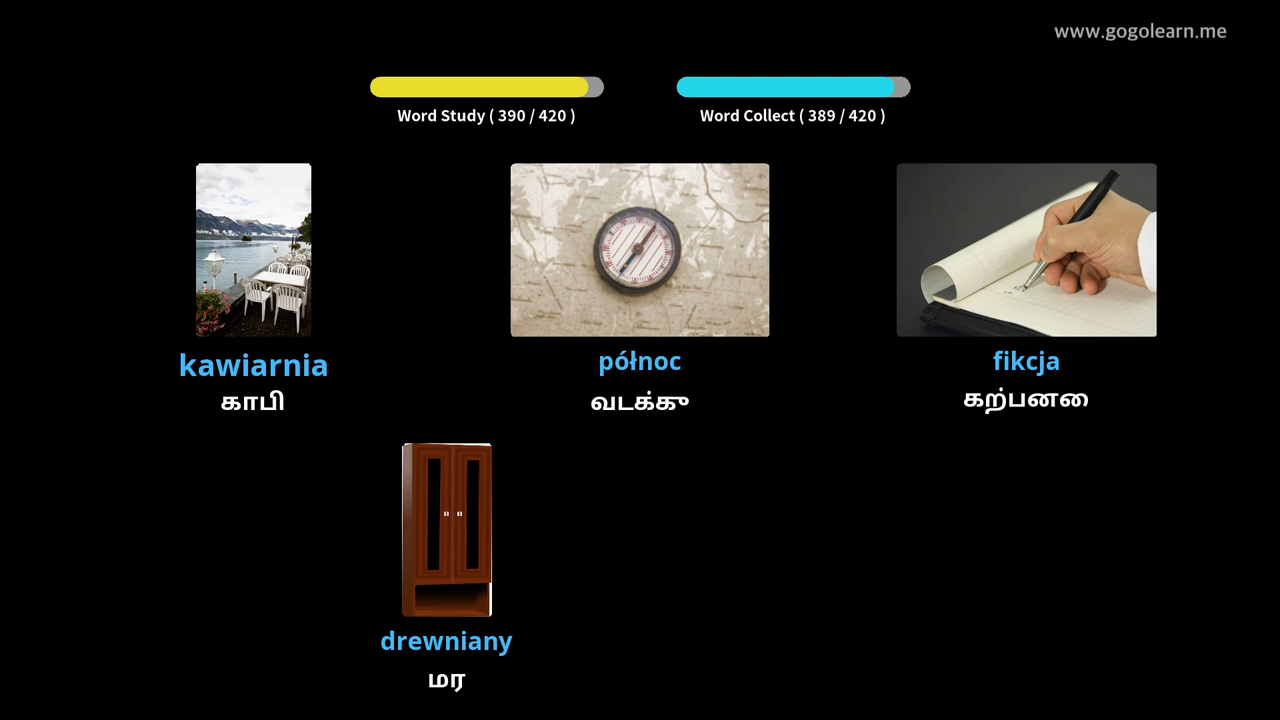 www.gogolearn.me
Word Study ( 390 / 420 )
Word Collect ( 389 / 420 )
kawiarnia
காபி
północ
வடக்கு
fikcja
கற்பனை
drewniany
மர